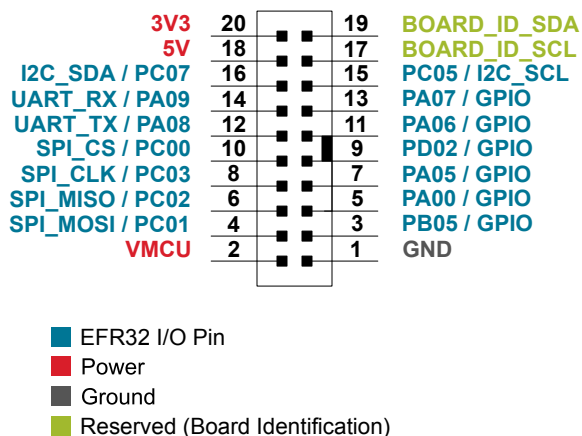 3V3 20 19 BOARD_ID_SDA
5V 18 17 BOARD_ID_SCL
I2C_SDA / PC07 16 15 PC05 / I2C_SCL
UART_RX / PA09 14 13 PA07 / GPIO
UART_TX / PA08 12 11 PA06 / GPIO
SPI_CS / PC00 10 9 PD02 / GPIO
SPI_CLK / PC03 8 7 PA05 / GPIO
SPI_MISO / PC02 6 5 PA00 / GPIO
SPI_MOSI / PC01 4 3 PB05 / GPIO
VMCU 2 1 GND
EFR32 I/O Pin
Power
Ground
Reserved (Board Identification)